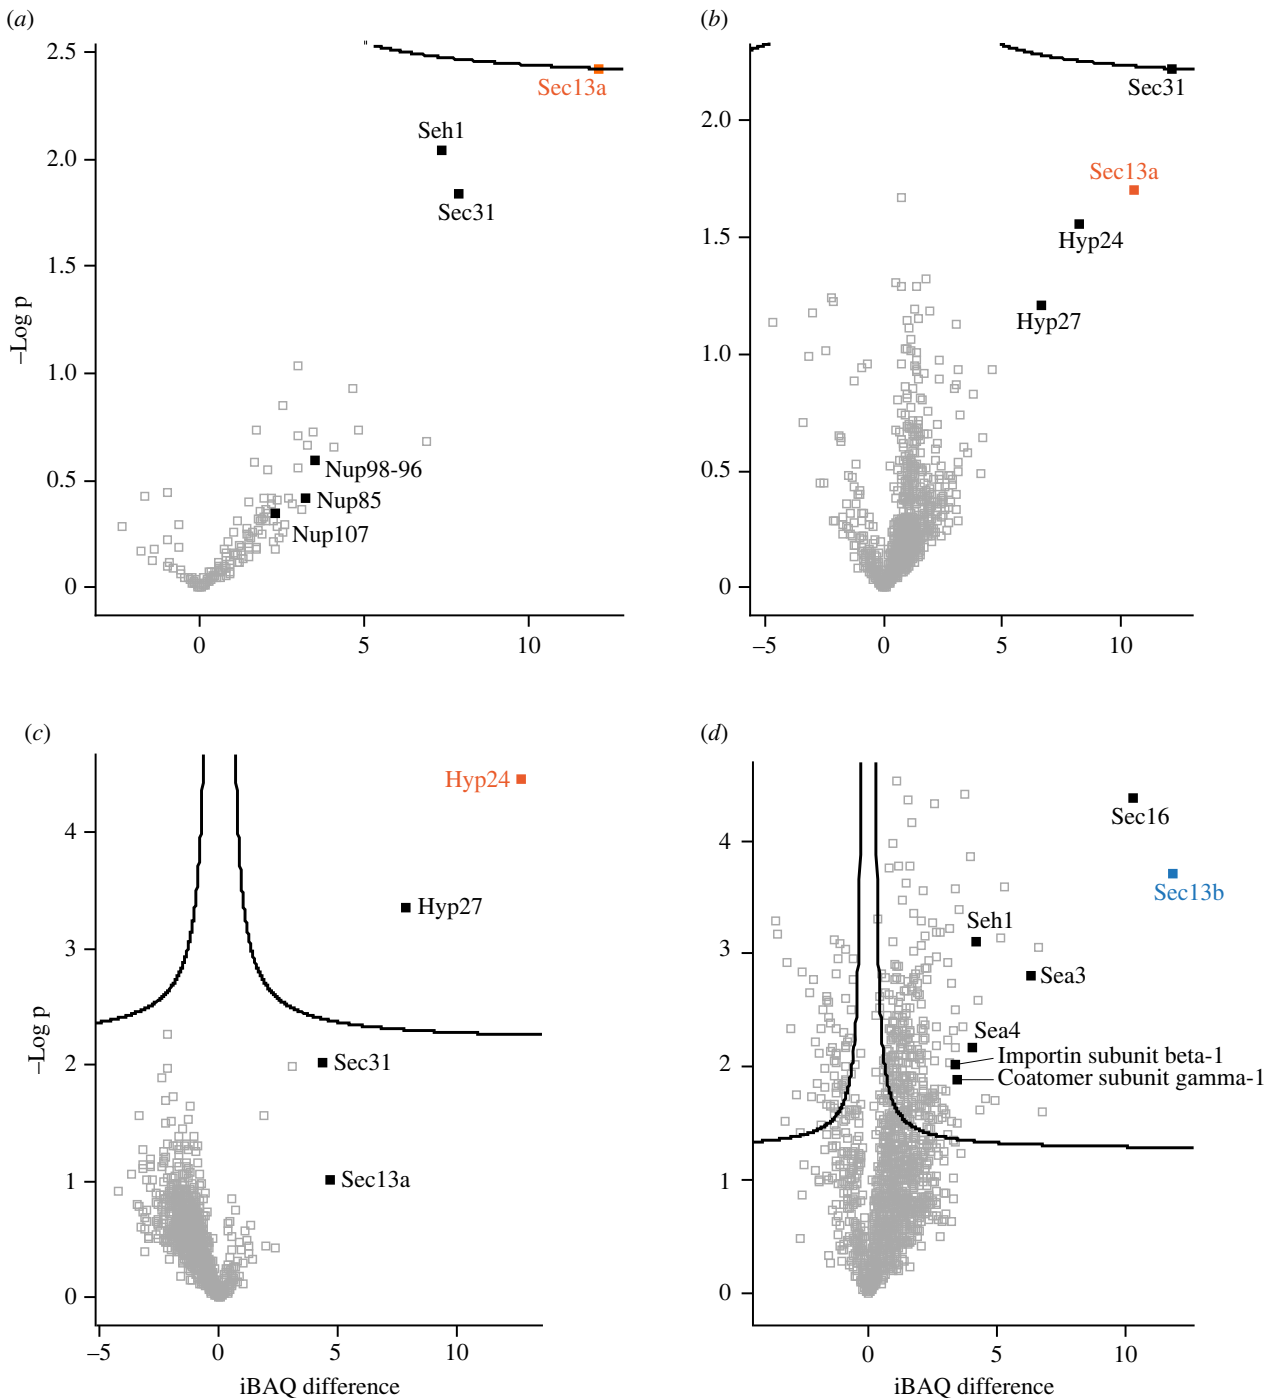 (a)
2.5
2.0
1.5
1.0
0.5
0
–Log p
0
5
10
Sec13a
Seh1
Sec31
Nup98-96
Nup85
Nup107
(b)
2.0
1.5
1.0
0.5
0
–5
0
5
10
Sec31
Sec13a
Hyp24
Hyp27
(c)
4
3
2
1
0
–Log p
–5
0
5
10
iBAQ difference
Hyp24
Hyp27
Sec31
Sec13a
(d)
4
3
2
1
0
0
5
10
iBAQ difference
Sec16
Sec13b
Seh1
Sea3
Sea4
Importin subunit beta-1
Coatomer subunit gamma-1